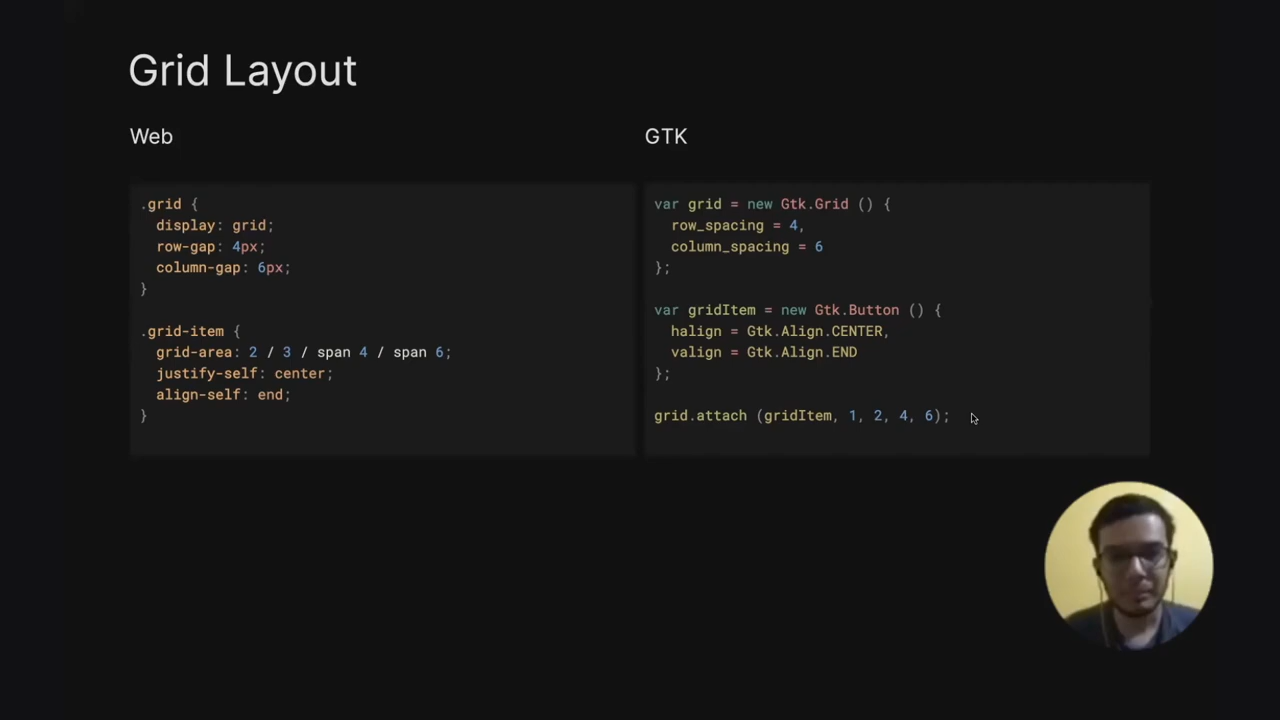 Grid Layout
Web
.grid {
  display: grid;
  row-gap: 4px;
  column-gap: 6px;
}

.grid-item {
  grid-area: 2 / 3 / span 4 / span 6;
  justify-self: center;
  align-self: end;
}
GTK
var grid = new Gtk.Grid () {
  row_spacing = 4,
  column_spacing = 6
};

var gridItem = new Gtk.Button () {
  halign = Gtk.Align.CENTER,
  valign = Gtk.Align.END
};

grid.attach (gridItem, 1, 2, 4, 6);